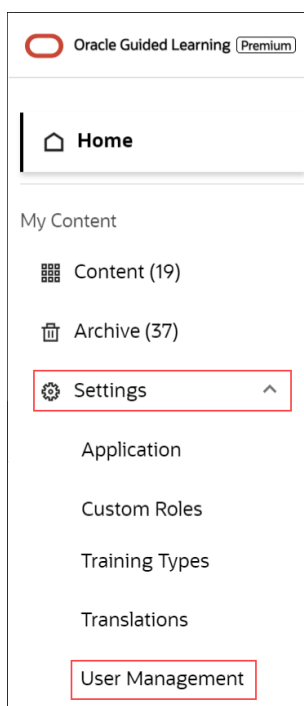 Oracle Guided Learning Premium
Home
My Content
Content (19)
Archive (37)
Settings
Application
Custom Roles
Training Types
Translations
User Management